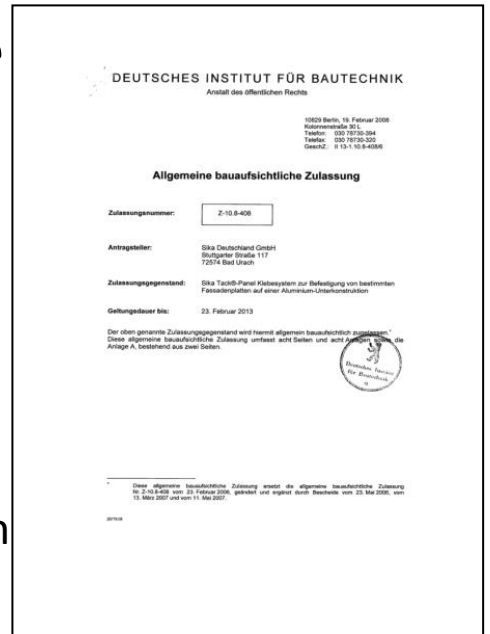 DEUTSCHES INSTITUT FÜR BAUTECHNIK
Anstalt des öffentlichen Rechts
10829 Berlin, 19. Februar 2008
Kolonnenstraße 30 L
Telefon: 030 78730-394
Telefax: 030 78730-320
GeschZ.: II 13-1.10.8-408/6
Allgemeine bauaufsichtliche Zulassung
Zulassungsnummer: Z-10.8-408
Antragsteller: Sika Deutschland GmbH
Stuttgarter Straße 117
72574 Bad Urach
Zulassungsgegenstand: Sika Tack®-Panel Klebesystem zur Befestigung von bestimmten
Fassadenplatten auf einer Aluminium-Unterkonstruktion
Geltungsdauer bis: 23. Februar 2013
Der oben genannte Zulassungsgegenstand wird hiermit allgemein bauaufsichtlich zugelassen.*
Diese allgemeine bauaufsichtliche Zulassung umfasst acht Seiten und acht Anlagen sowie die
Anlage A, bestehend aus zwei Seiten.
Deutsches Institut
für Bautechnik
* Diese allgemeine bauaufsichtliche Zulassung ersetzt die allgemeine bauaufsichtliche Zulassung
Nr. Z-10.8-408 vom 23. Februar 2006, geändert und ergänzt durch Bescheide vom 23. Mai 2006, vom
13. März 2007 und vom 11. Mai 2007.